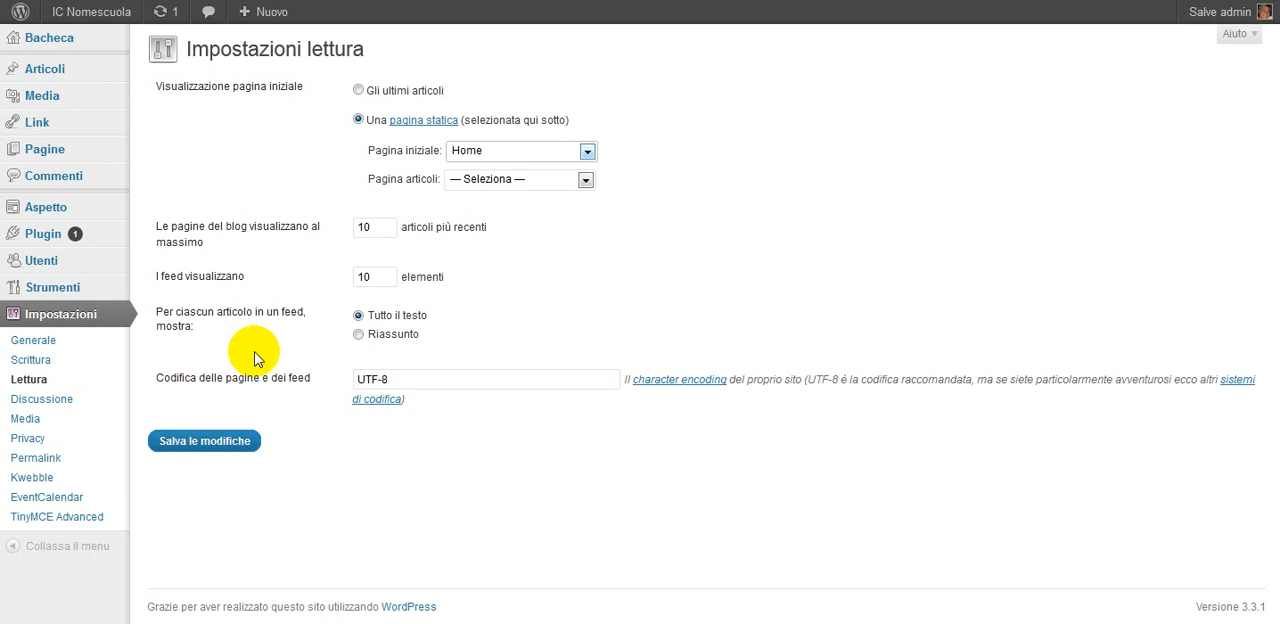 IC Nomescuola 1 Nuovo Salve admin
Aiuto
Bacheca
Articoli
Media
Link
Pagine
Commenti
Aspetto
Plugin 1
Utenti
Strumenti
Impostazioni
Generale
Scrittura
Lettura
Discussione
Media
Privacy
Permalink
Kwebble
EventCalendar
TinyMCE Advanced
Collassa il menu
Impostazioni lettura
Visualizzazione pagina iniziale
Gli ultimi articoli
Una pagina statica (selezionata qui sotto)
Pagina iniziale: Home
Pagina articoli: — Seleziona —
Le pagine del blog visualizzano al
massimo
10 articoli più recenti
I feed visualizzano 10 elementi
Per ciascun articolo in un feed,
mostra:
Tutto il testo
Riassunto
Codifica delle pagine e dei feed UTF-8 Il character encoding del proprio sito (UTF-8 è la codifica raccomandata, ma se siete particolarmente avventurosi ecco altri sistemi
di codifica)
Salva le modifiche
Grazie per aver realizzato questo sito utilizzando WordPress Versione 3.3.1